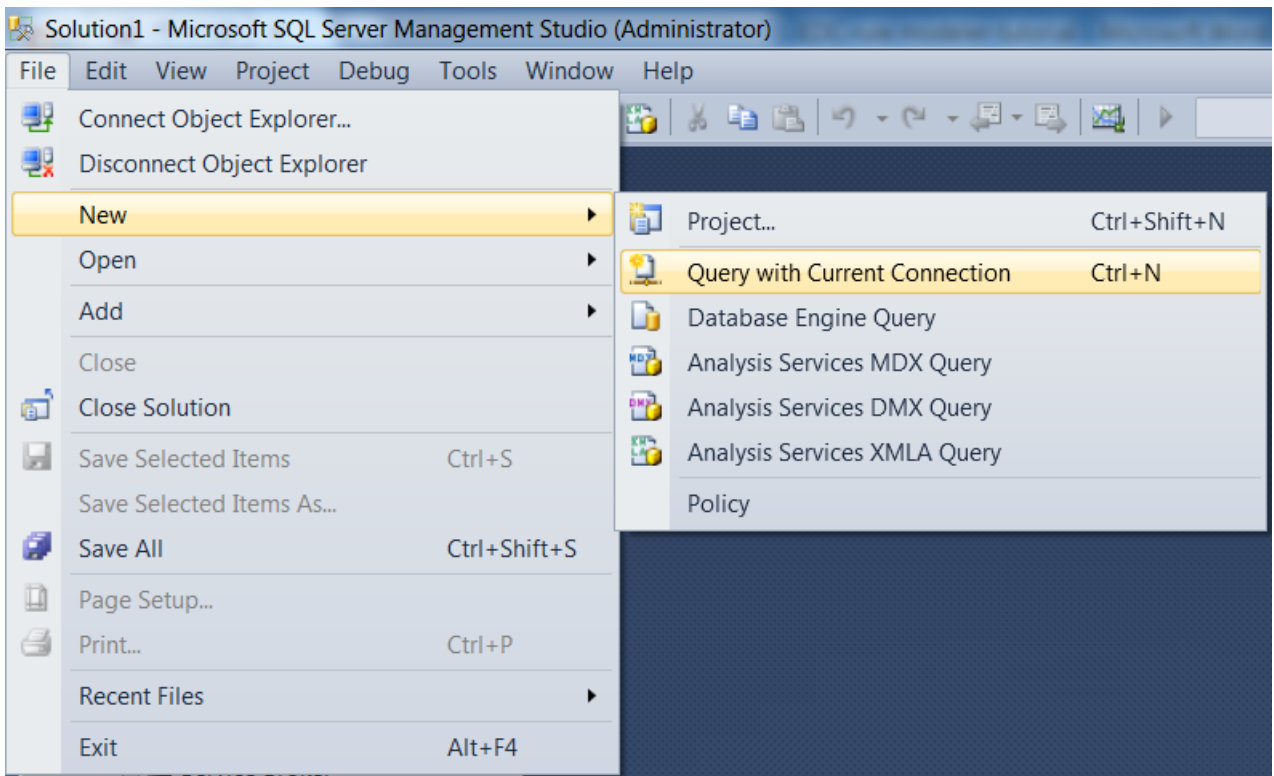 Solution1 - Microsoft SQL Server Management Studio (Administrator)
File Edit View Project Debug Tools Window Help
Connect Object Explorer...
Disconnect Object Explorer
New
Open
Add
Close
Close Solution
Save Selected Items Ctrl+S
Save Selected Items As...
Save All Ctrl+Shift+S
Page Setup...
Print... Ctrl+P
Recent Files
Exit Alt+F4
Project... Ctrl+Shift+N
Query with Current Connection Ctrl+N
Database Engine Query
Analysis Services MDX Query
Analysis Services DMX Query
Analysis Services XMLA Query
Policy